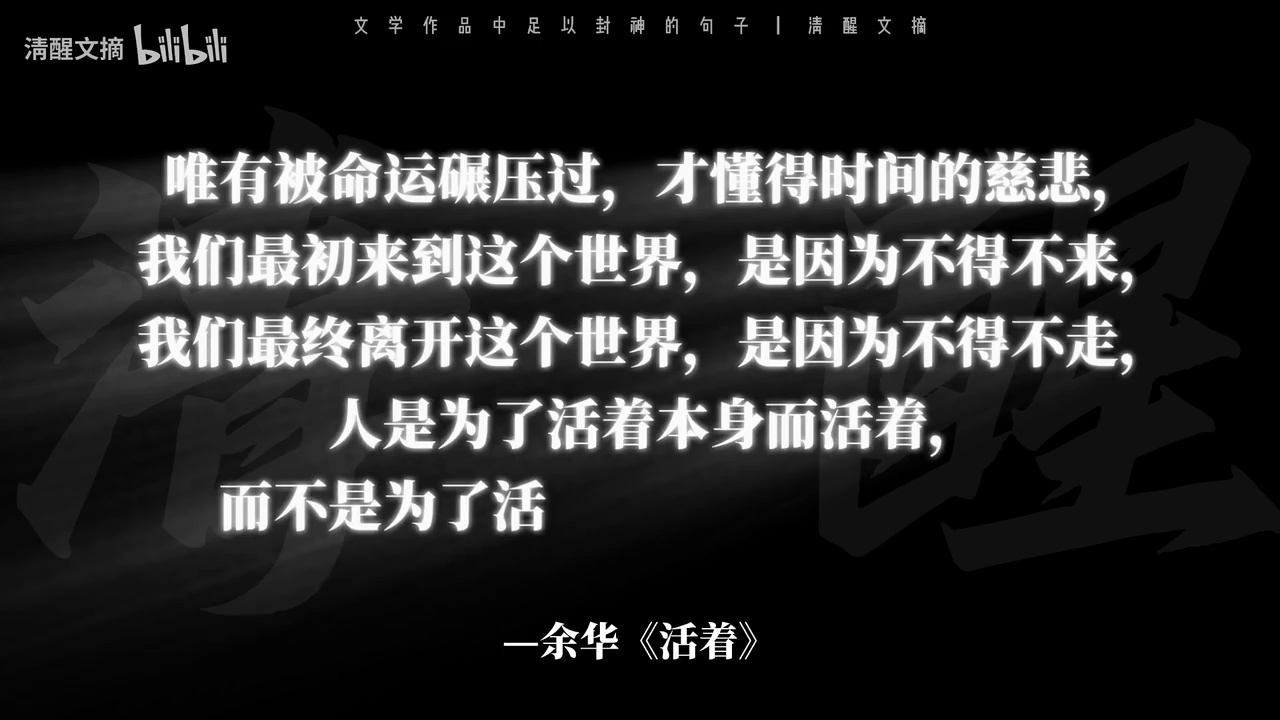 文学作品中足以封神的句子 | 清醒文摘
清醒文摘 bilibili
唯有被命运碾压过，才懂得时间的慈悲，
我们最初来到这个世界，是因为不得不来，
我们最终离开这个世界，是因为不得不走，
人是为了活着本身而活着，
而不是为了活
—余华《活着》
清醒